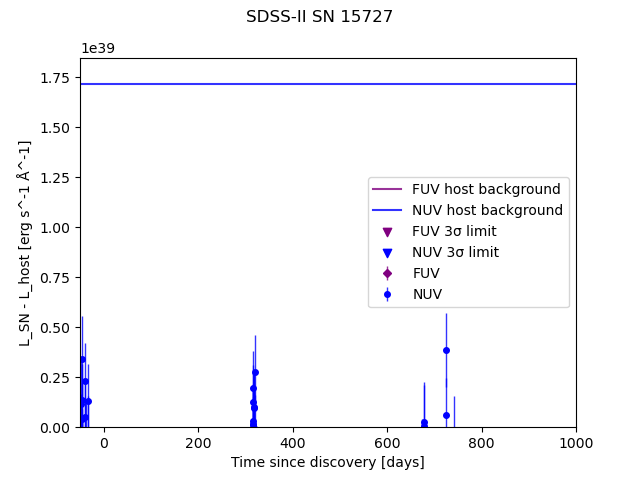 SDSS-II SN 15727
1e39
L_SN - L_host [erg s^-1 Å^-1]
1.75
1.50
1.25
1.00
0.75
0.50
0.25
0.00
FUV host background
NUV host background
FUV 3σ limit
NUV 3σ limit
FUV
NUV
0 200 400 600 800 1000
Time since discovery [days]